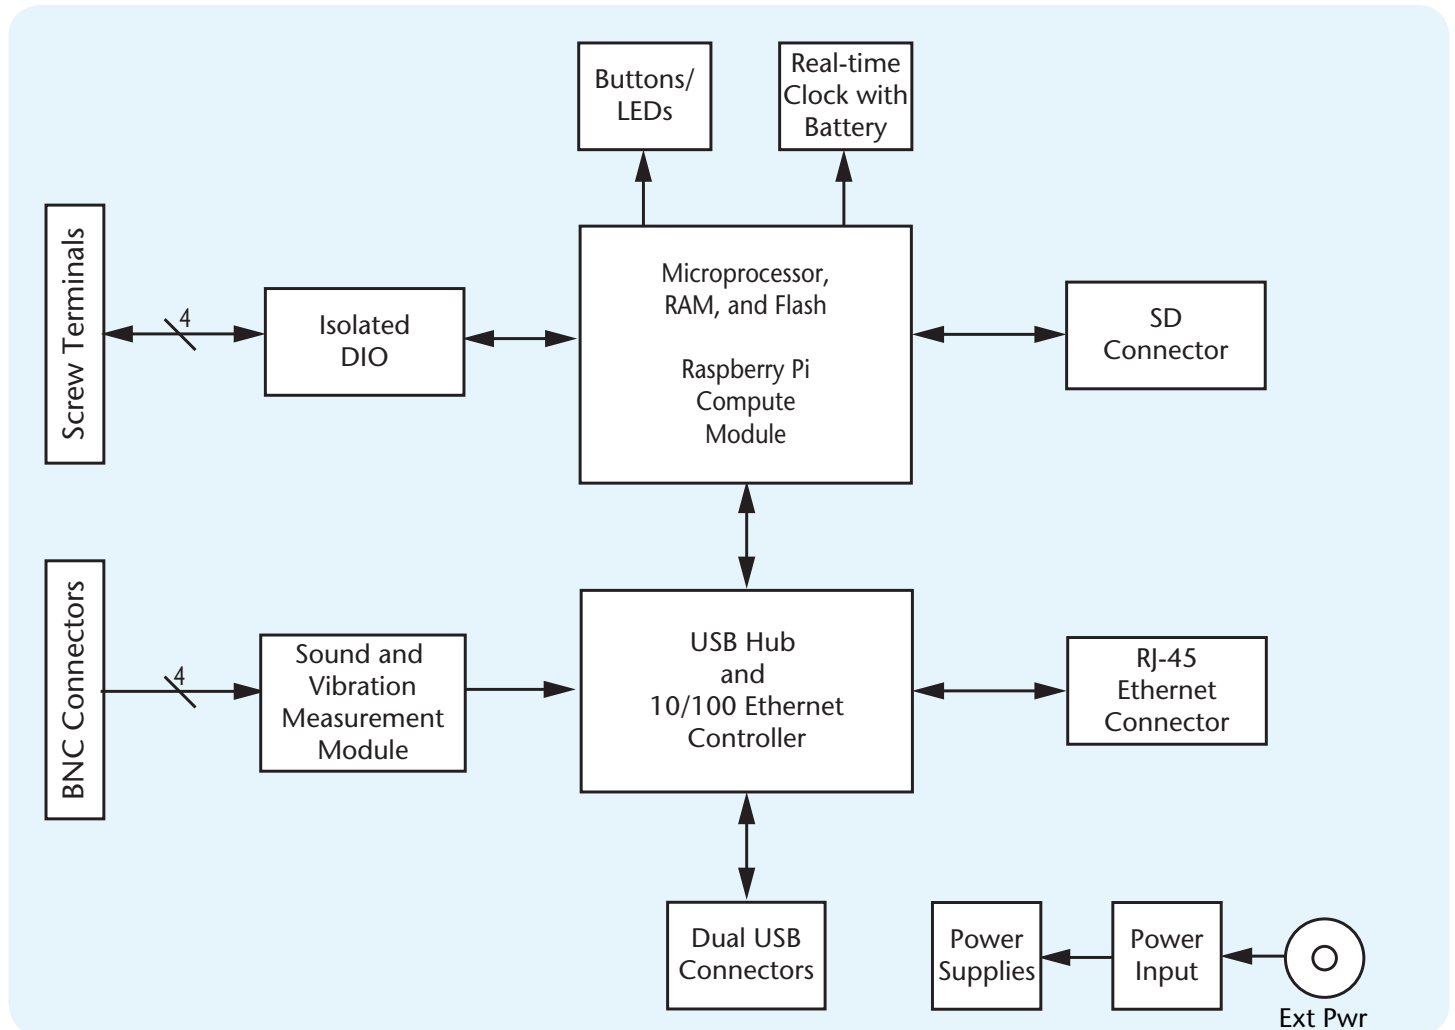 Buttons/
LEDs
Real-time
Clock with
Battery
Screw Terminals
4
Isolated
DIO
Microprocessor,
RAM, and Flash
Raspberry Pi
Compute
Module
SD
Connector
BNC Connectors
4
Sound and
Vibration
Measurement
Module
USB Hub
and
10/100 Ethernet
Controller
RJ-45
Ethernet
Connector
Dual USB
Connectors
Power
Supplies
Power
Input
Ext Pwr